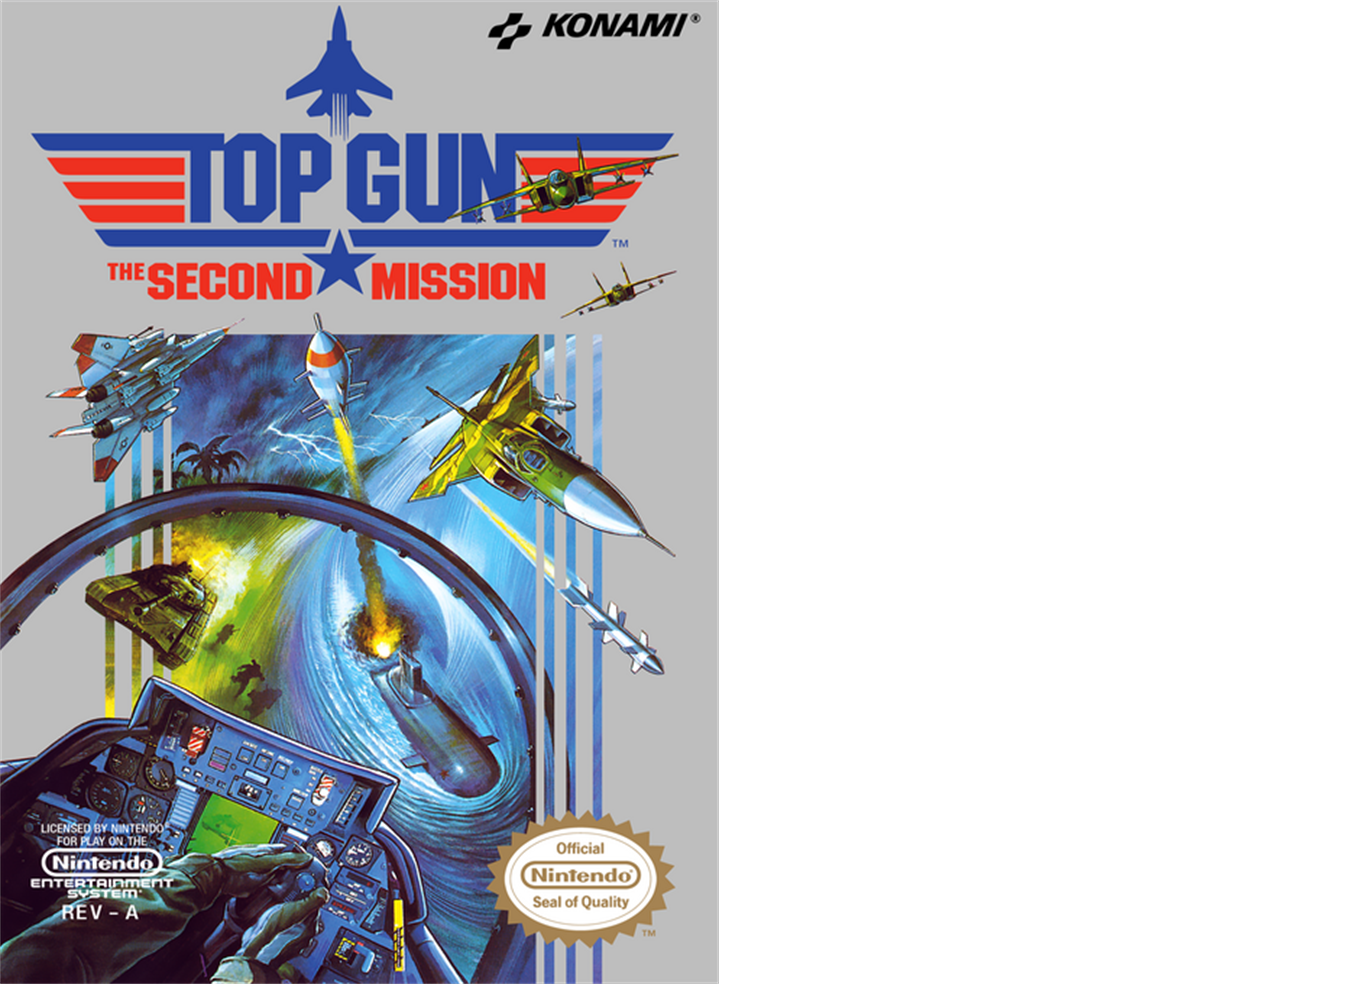 KONAMI®
TOP GUN
TM
THE SECOND MISSION
LICENSED BY NINTENDO®
FOR PLAY ON THE
Nintendo®
ENTERTAINMENT
SYSTEM®
REV-A
Official
Nintendo®
Seal of Quality
TM